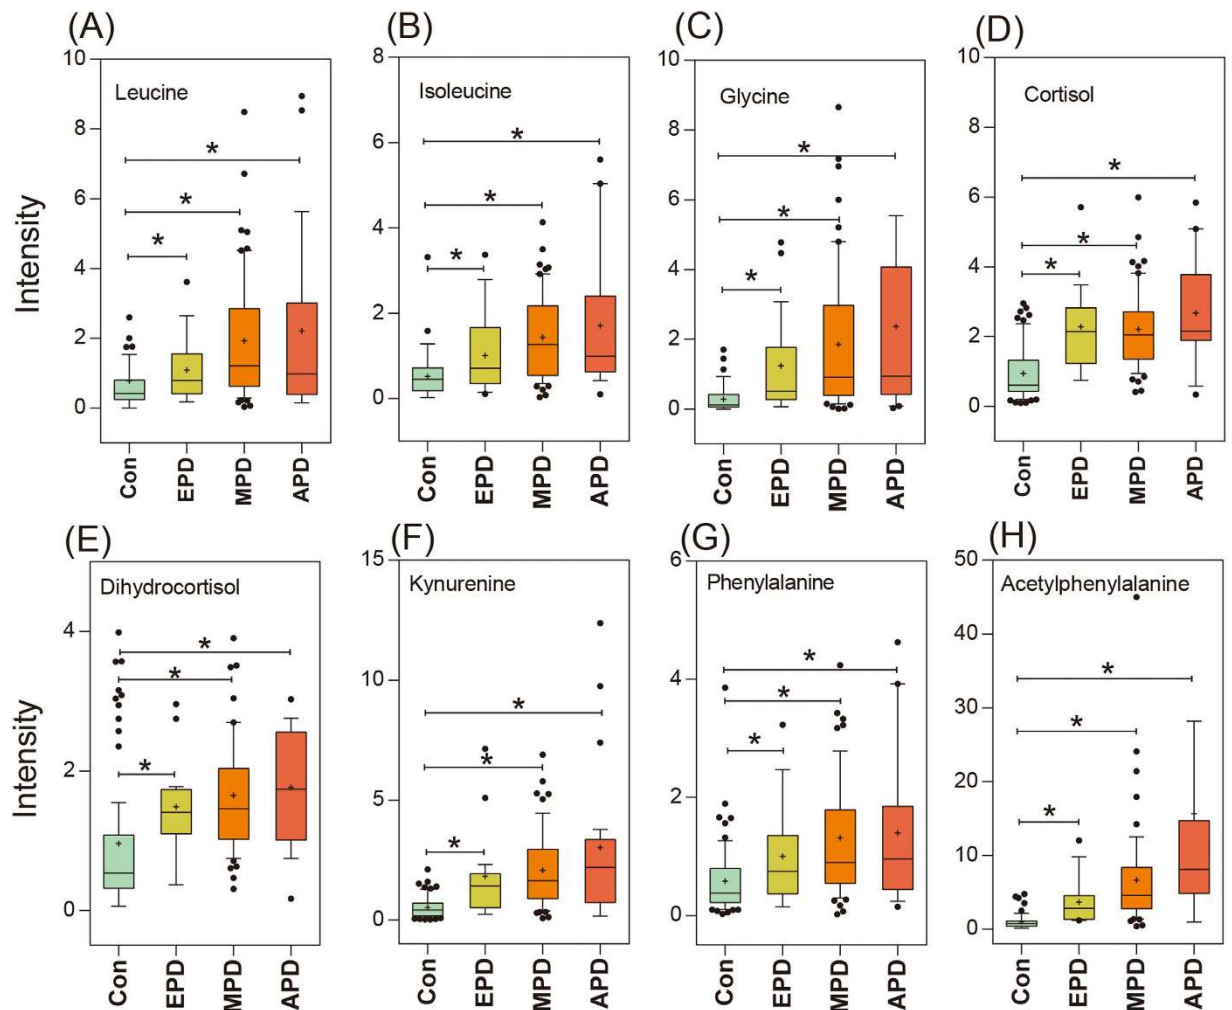 (A)
Intensity
10
8
6
4
2
0
Leucine
*
*
*
Con
EPD
MPD
APD
(B)
8
6
4
2
0
Isoleucine
*
*
*
Con
EPD
MPD
APD
(C)
10
8
6
4
2
0
Glycine
*
*
*
Con
EPD
MPD
APD
(D)
10
8
6
4
2
0
Cortisol
*
*
*
Con
EPD
MPD
APD
(E)
Intensity
4
2
0
Dihydrocortisol
*
*
*
Con
EPD
MPD
APD
(F)
15
10
5
0
Kynurenine
*
*
*
Con
EPD
MPD
APD
(G)
6
4
2
0
Phenylalanine
*
*
*
Con
EPD
MPD
APD
(H)
50
40
30
20
10
0
Acetylphenylalanine
*
*
*
Con
EPD
MPD
APD